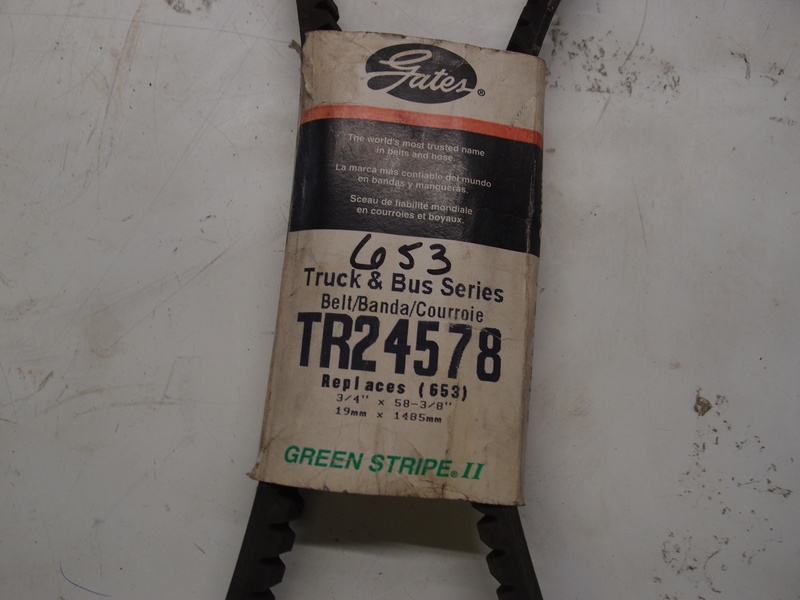 Gates®
The world's most trusted name
in belts and hose.
La marca más confiable del mundo
en bandas y mangueras.
Sceau de fiabilité mondiale
en courroies et boyaux.
653
Truck & Bus Series
Belt/Banda/Courroie
TR24578
Replaces (653)
3/4" x 58-3/8"
19mm x 1485mm
GREEN STRIPE® II